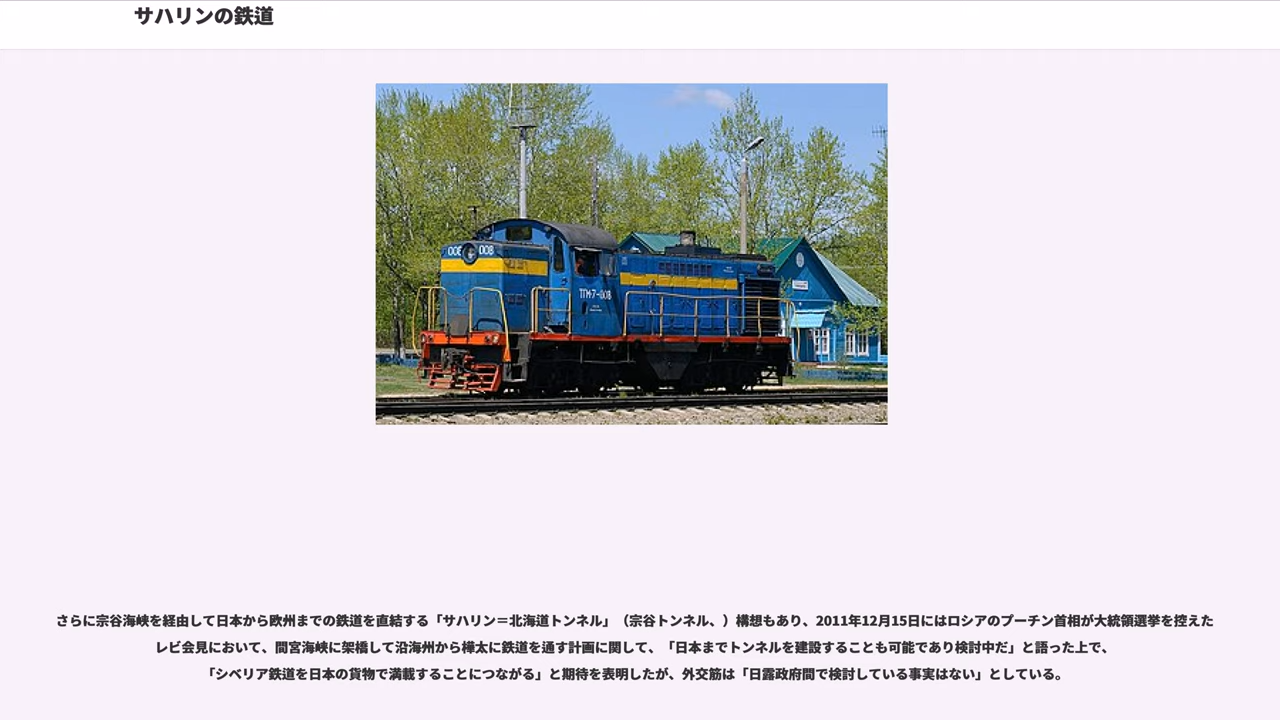 サハリンの鉄道
008 008
ТГМ7-008
さらに宗谷海峡を経由して日本から欧州までの鉄道を直結する「サハリン＝北海道トンネル」（宗谷トンネル、）構想もあり、2011年12月15日にはロシアのプーチン首相が大統領選挙を控えた
レビ会見において、間宮海峡に架橋して沿海州から樺太に鉄道を通す計画に関して、「日本までトンネルを建設することも可能であり検討中だ」と語った上で、
「シベリア鉄道を日本の貨物で満載することにつながる」と期待を表明したが、外交筋は「日露政府間で検討している事実はない」としている。